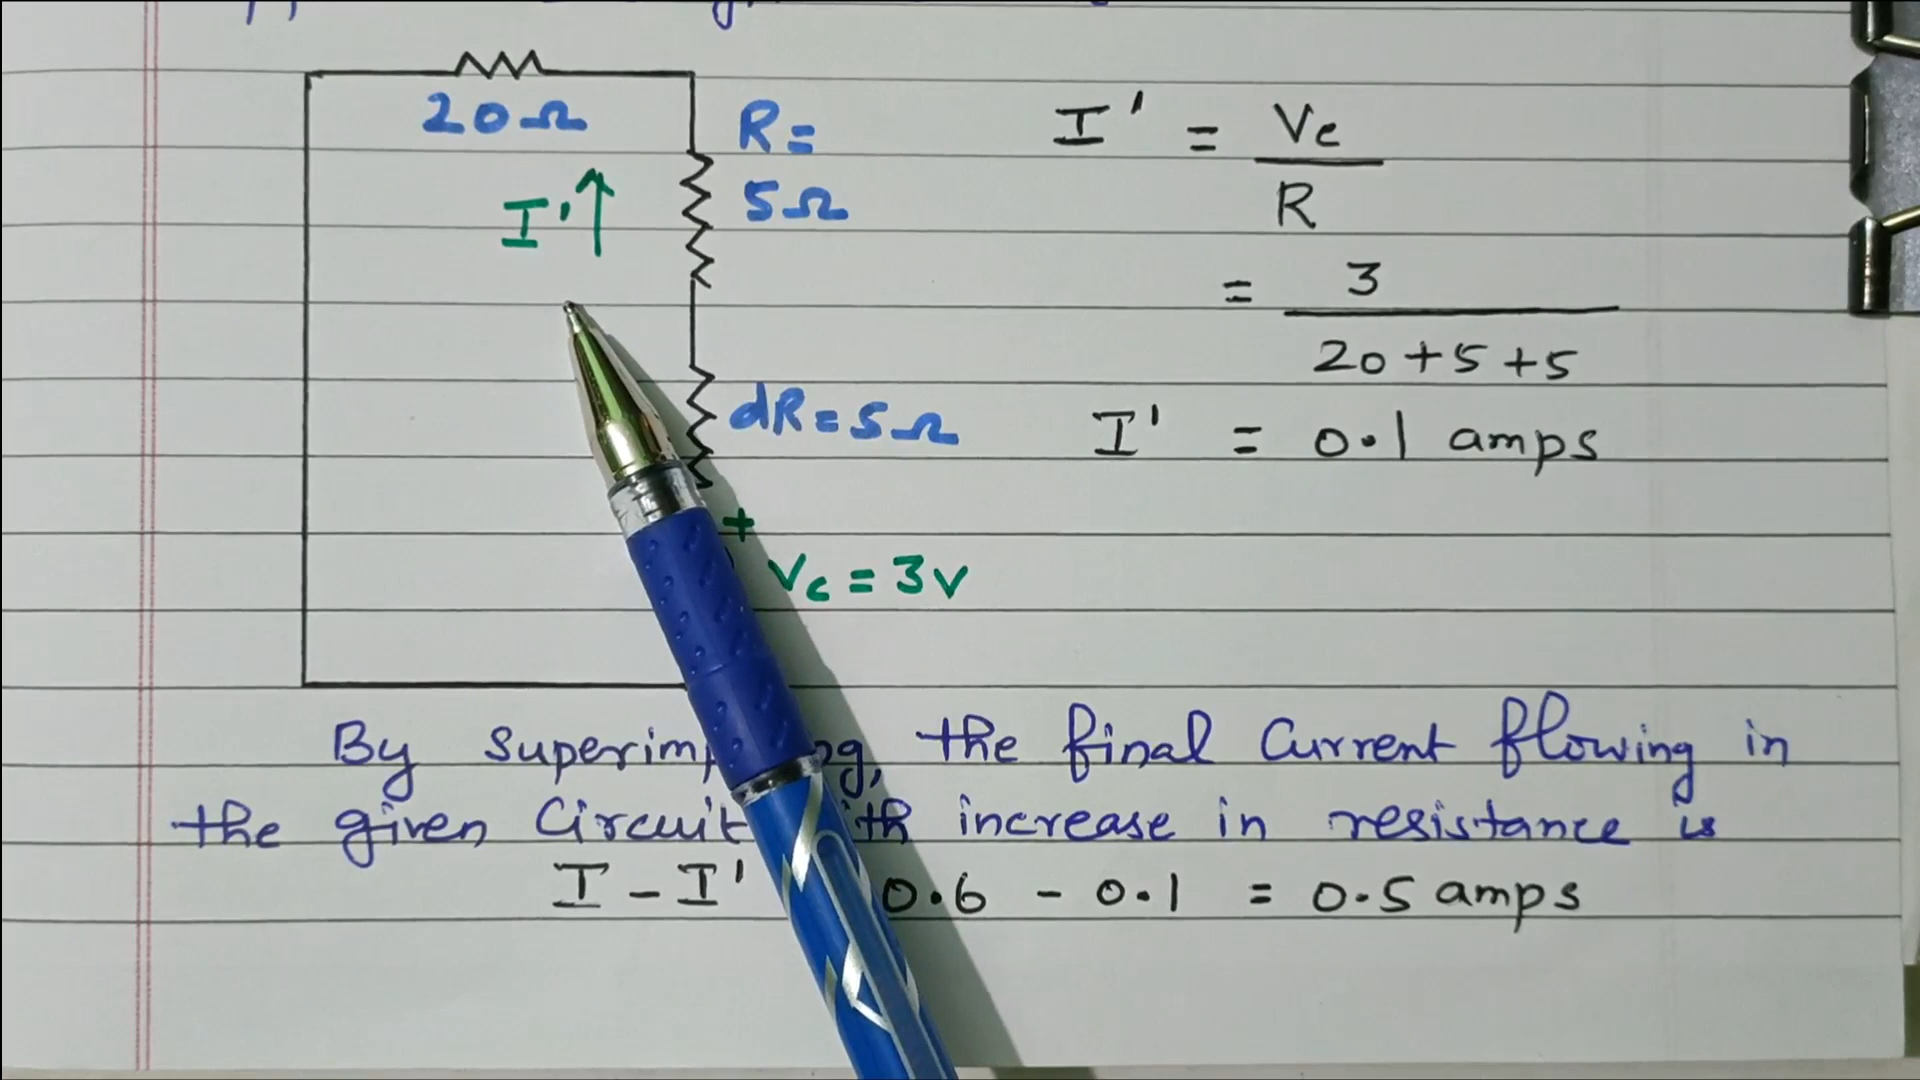 20Ω
R=
5Ω
I'
dR=5Ω
+
Vc = 3V
I' = Vc / R
= 3 / 20+5+5
I' = 0.1 amps
By the final Current flowing in
the given Circuit increase in resistance is
I - I' 0.6 - 0.1 = 0.5 amps